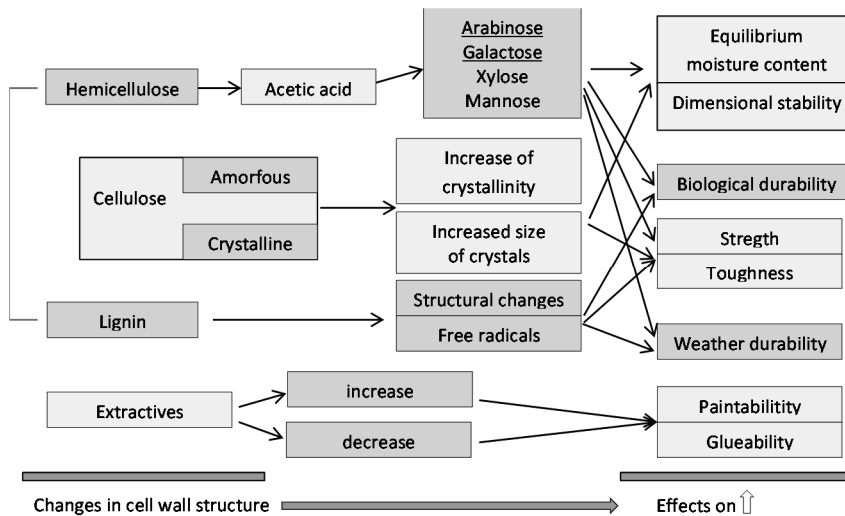 Hemicellulose
Acetic acid
Arabinose
Galactose
Xylose
Mannose
Equilibrium
moisture content
Dimensional stability
Cellulose
Amorfous
Crystalline
Increase of
crystallinity
Increased size
of crystals
Biological durability
Stregth
Toughness
Lignin
Structural changes
Free radicals
Weather durability
Extractives
increase
decrease
Paintabilitity
Glueability
Changes in cell wall structure
Effects on